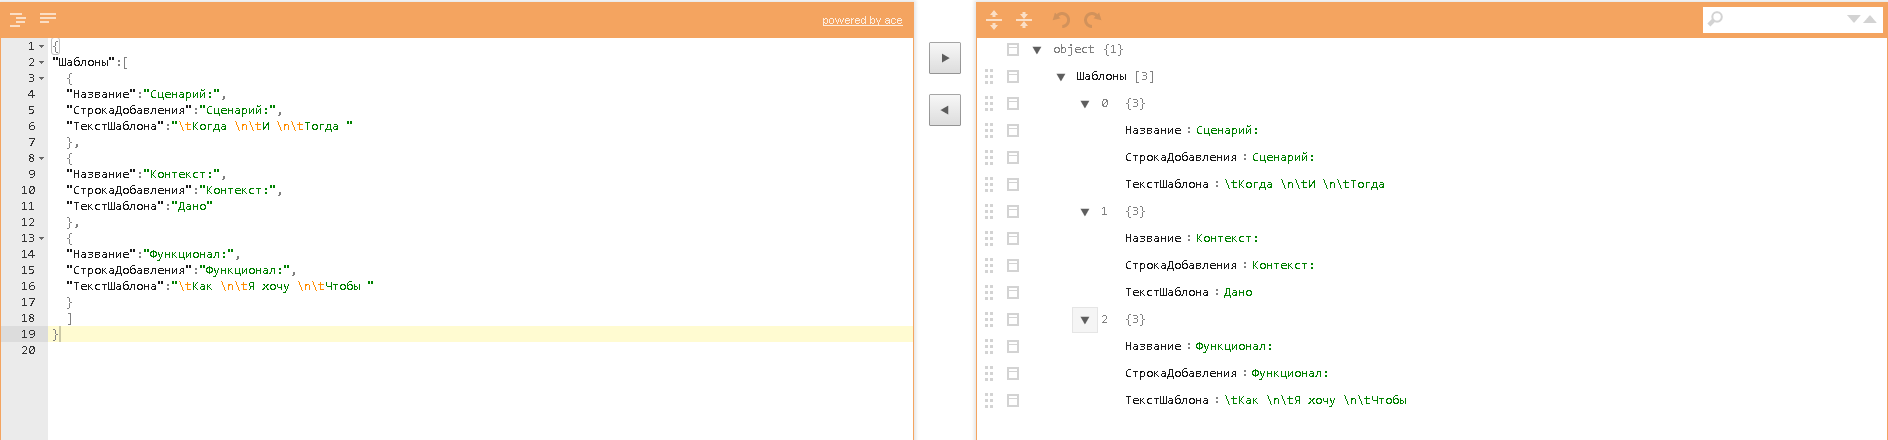 powered by ace
1 {
2 "Шаблоны":[
3 {
4 "Название":"Сценарий:",
5 "СтрокаДобавления":"Сценарий:",
6 "ТекстШаблона":"\tКогда \n\tИ \n\tТогда "
7 },
8 {
9 "Название":"Контекст:",
10 "СтрокаДобавления":"Контекст:",
11 "ТекстШаблона":"Дано"
12 },
13 {
14 "Название":"Функционал:",
15 "СтрокаДобавления":"Функционал:",
16 "ТекстШаблона":"\tКак \n\tЯ хочу \n\tЧтобы "
17 }
18 ]
19 }
20
object {1}
Шаблоны [3]
0 {3}
Название : Сценарий:
СтрокаДобавления : Сценарий:
ТекстШаблона : \tКогда \n\tИ \n\tТогда
1 {3}
Название : Контекст:
СтрокаДобавления : Контекст:
ТекстШаблона : Дано
2 {3}
Название : Функционал:
СтрокаДобавления : Функционал:
ТекстШаблона : \tКак \n\tЯ хочу \n\tЧтобы